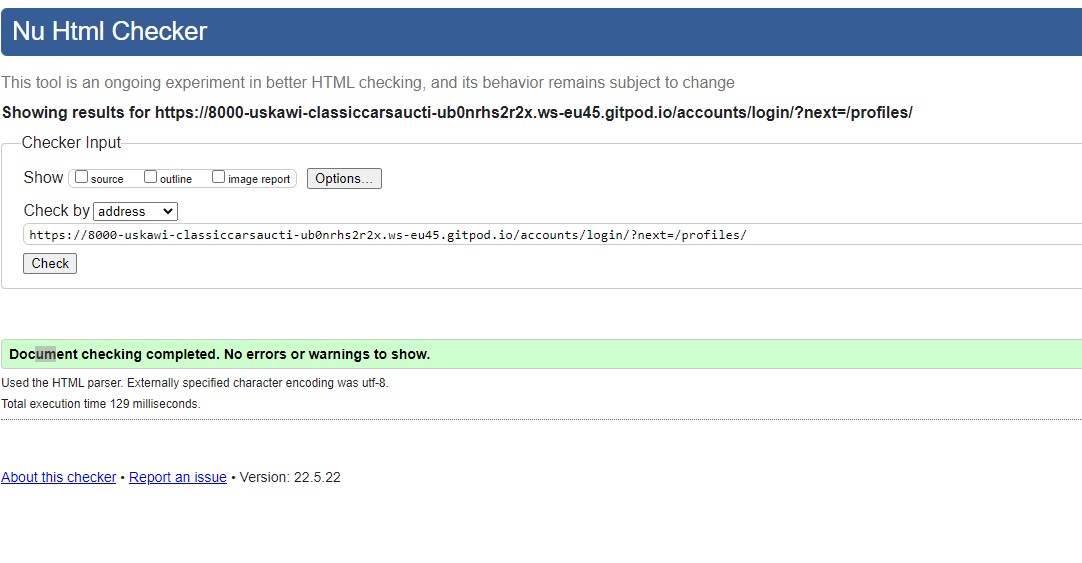 Nu Html Checker
This tool is an ongoing experiment in better HTML checking, and its behavior remains subject to change
Showing results for https://8000-uskawi-classiccarsaucti-ub0nrhs2r2x.ws-eu45.gitpod.io/accounts/login/?next=/profiles/
Checker Input
Show source outline image report Options...
Check by address
https://8000-uskawi-classiccarsaucti-ub0nrhs2r2x.ws-eu45.gitpod.io/accounts/login/?next=/profiles/
Check
Document checking completed. No errors or warnings to show.
Used the HTML parser. Externally specified character encoding was utf-8.
Total execution time 129 milliseconds.
About this checker • Report an issue • Version: 22.5.22